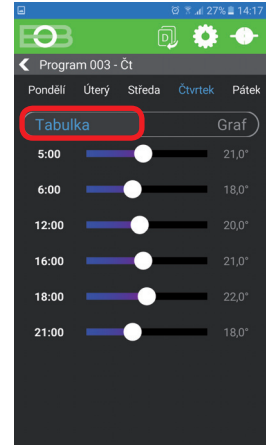 27% 14:17
EOB
D
Program 003 - Čt
Pondělí Úterý Středa Čtvrtek Pátek
Tabulka Graf
5:00 21,0°
6:00 18,0°
12:00 20,0°
16:00 21,0°
18:00 22,0°
21:00 18,0°